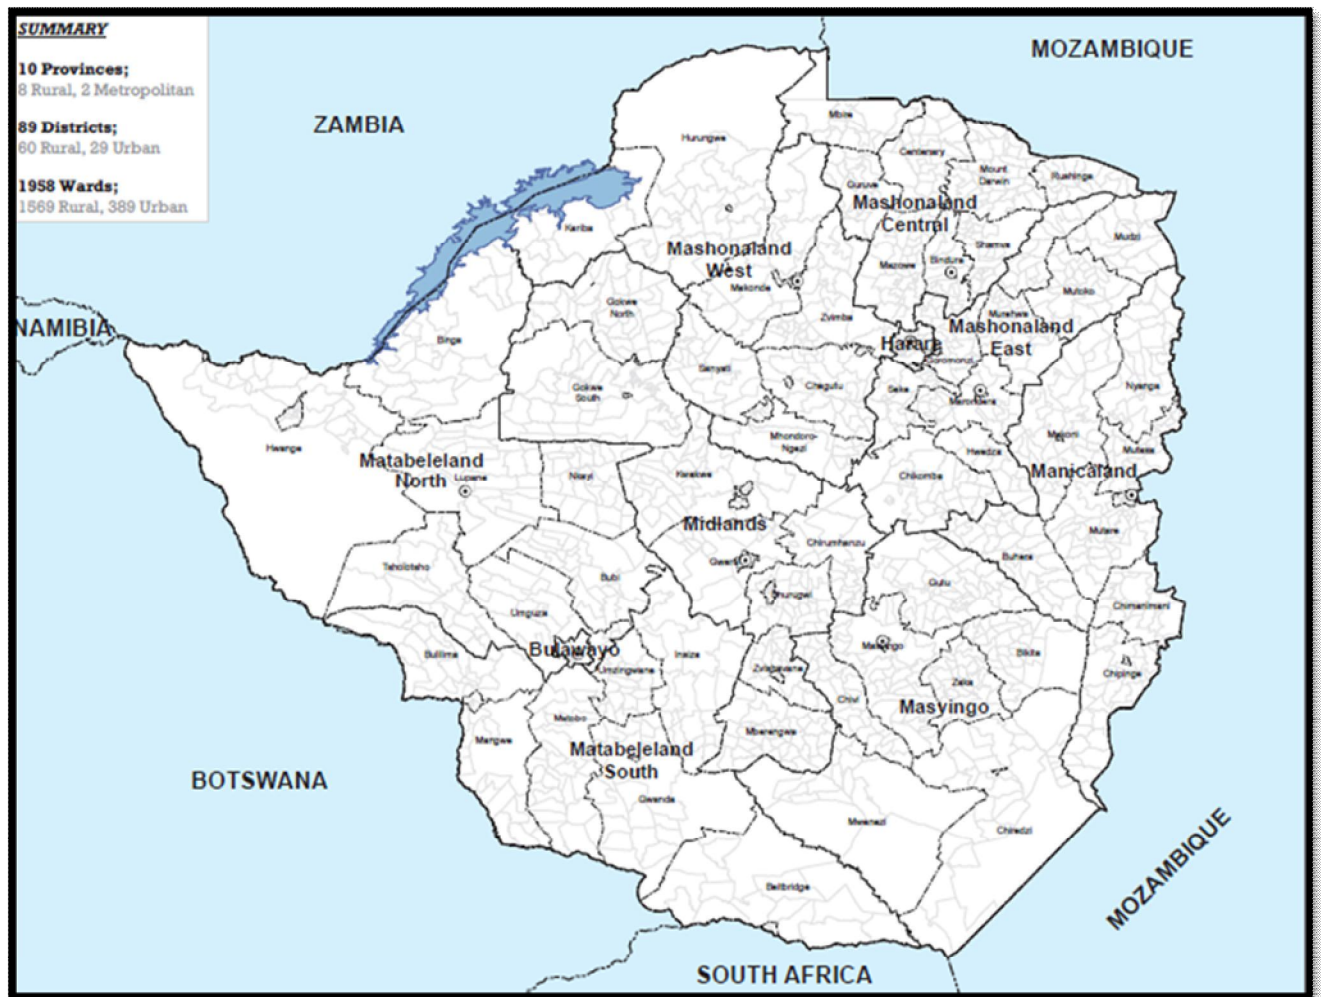 SUMMARY
10 Provinces;
8 Rural, 2 Metropolitan
89 Districts;
60 Rural, 29 Urban
1958 Wards;
1569 Rural, 389 Urban
MOZAMBIQUE
ZAMBIA
NAMIBIA
BOTSWANA
SOUTH AFRICA
MOZAMBIQUE
Mbire
Hurungwe
Centenary
Mount
Darwin
Rushinga
Guruve
Mashonaland
Central
Kariba
Mudzi
Shamva
Mashonaland
West
Mazowe
Bindura
Makonde
Mutoko
Gokwe
North
Zvimba
Mashonaland
East
Harare
Goromonzi
Binga
Sanyati
Chegutu
Nyanga
Gokwe
South
Seke
Marondera
Mhondoro-
Ngezi
Makoni
Hwange
Hwedza
Mutasa
Matabeleland
North
Lupane
Nkayi
Kwekwe
Chikomba
Manicaland
Midlands
Mutare
Chirumhanzu
Buhera
Gweru
Tsholotsho
Bubi
Gutu
Shurugwi
Chimanimani
Umguza
Bulawayo
Bulilima
Umzingwane
Insiza
Zvishavane
Masvingo
Bikita
Chipinge
Zaka
Chivi
Masyingo
Matobo
Mangwe
Mberengwa
Matabeleland
South
Gwanda
Mwenezi
Chiredzi
Beitbridge